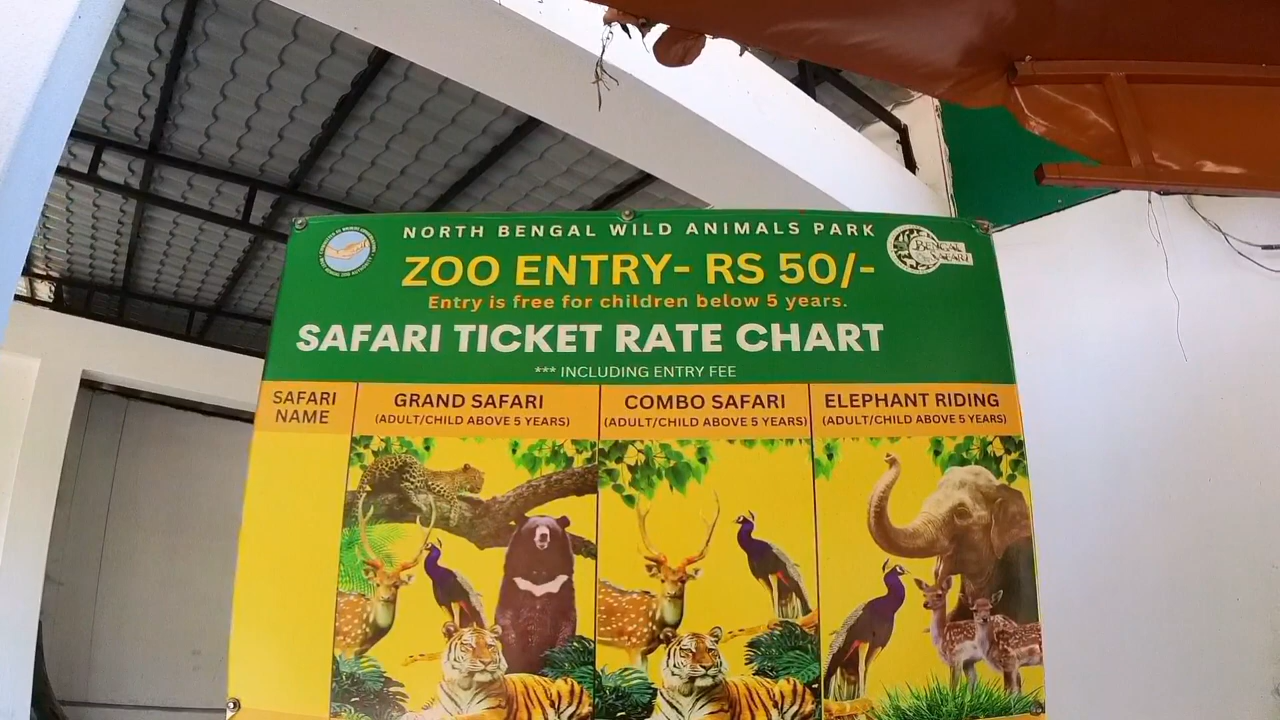 NORTH BENGAL WILD ANIMALS PARK
ZOO ENTRY- RS 50/-
Entry is free for children below 5 years.
BENGAL
SAFARI
SAFARI TICKET RATE CHART
*** INCLUDING ENTRY FEE
SAFARI
NAME
GRAND SAFARI
(ADULT/CHILD ABOVE 5 YEARS)
COMBO SAFARI
(ADULT/CHILD ABOVE 5 YEARS)
ELEPHANT RIDING
(ADULT/CHILD ABOVE 5 YEARS)